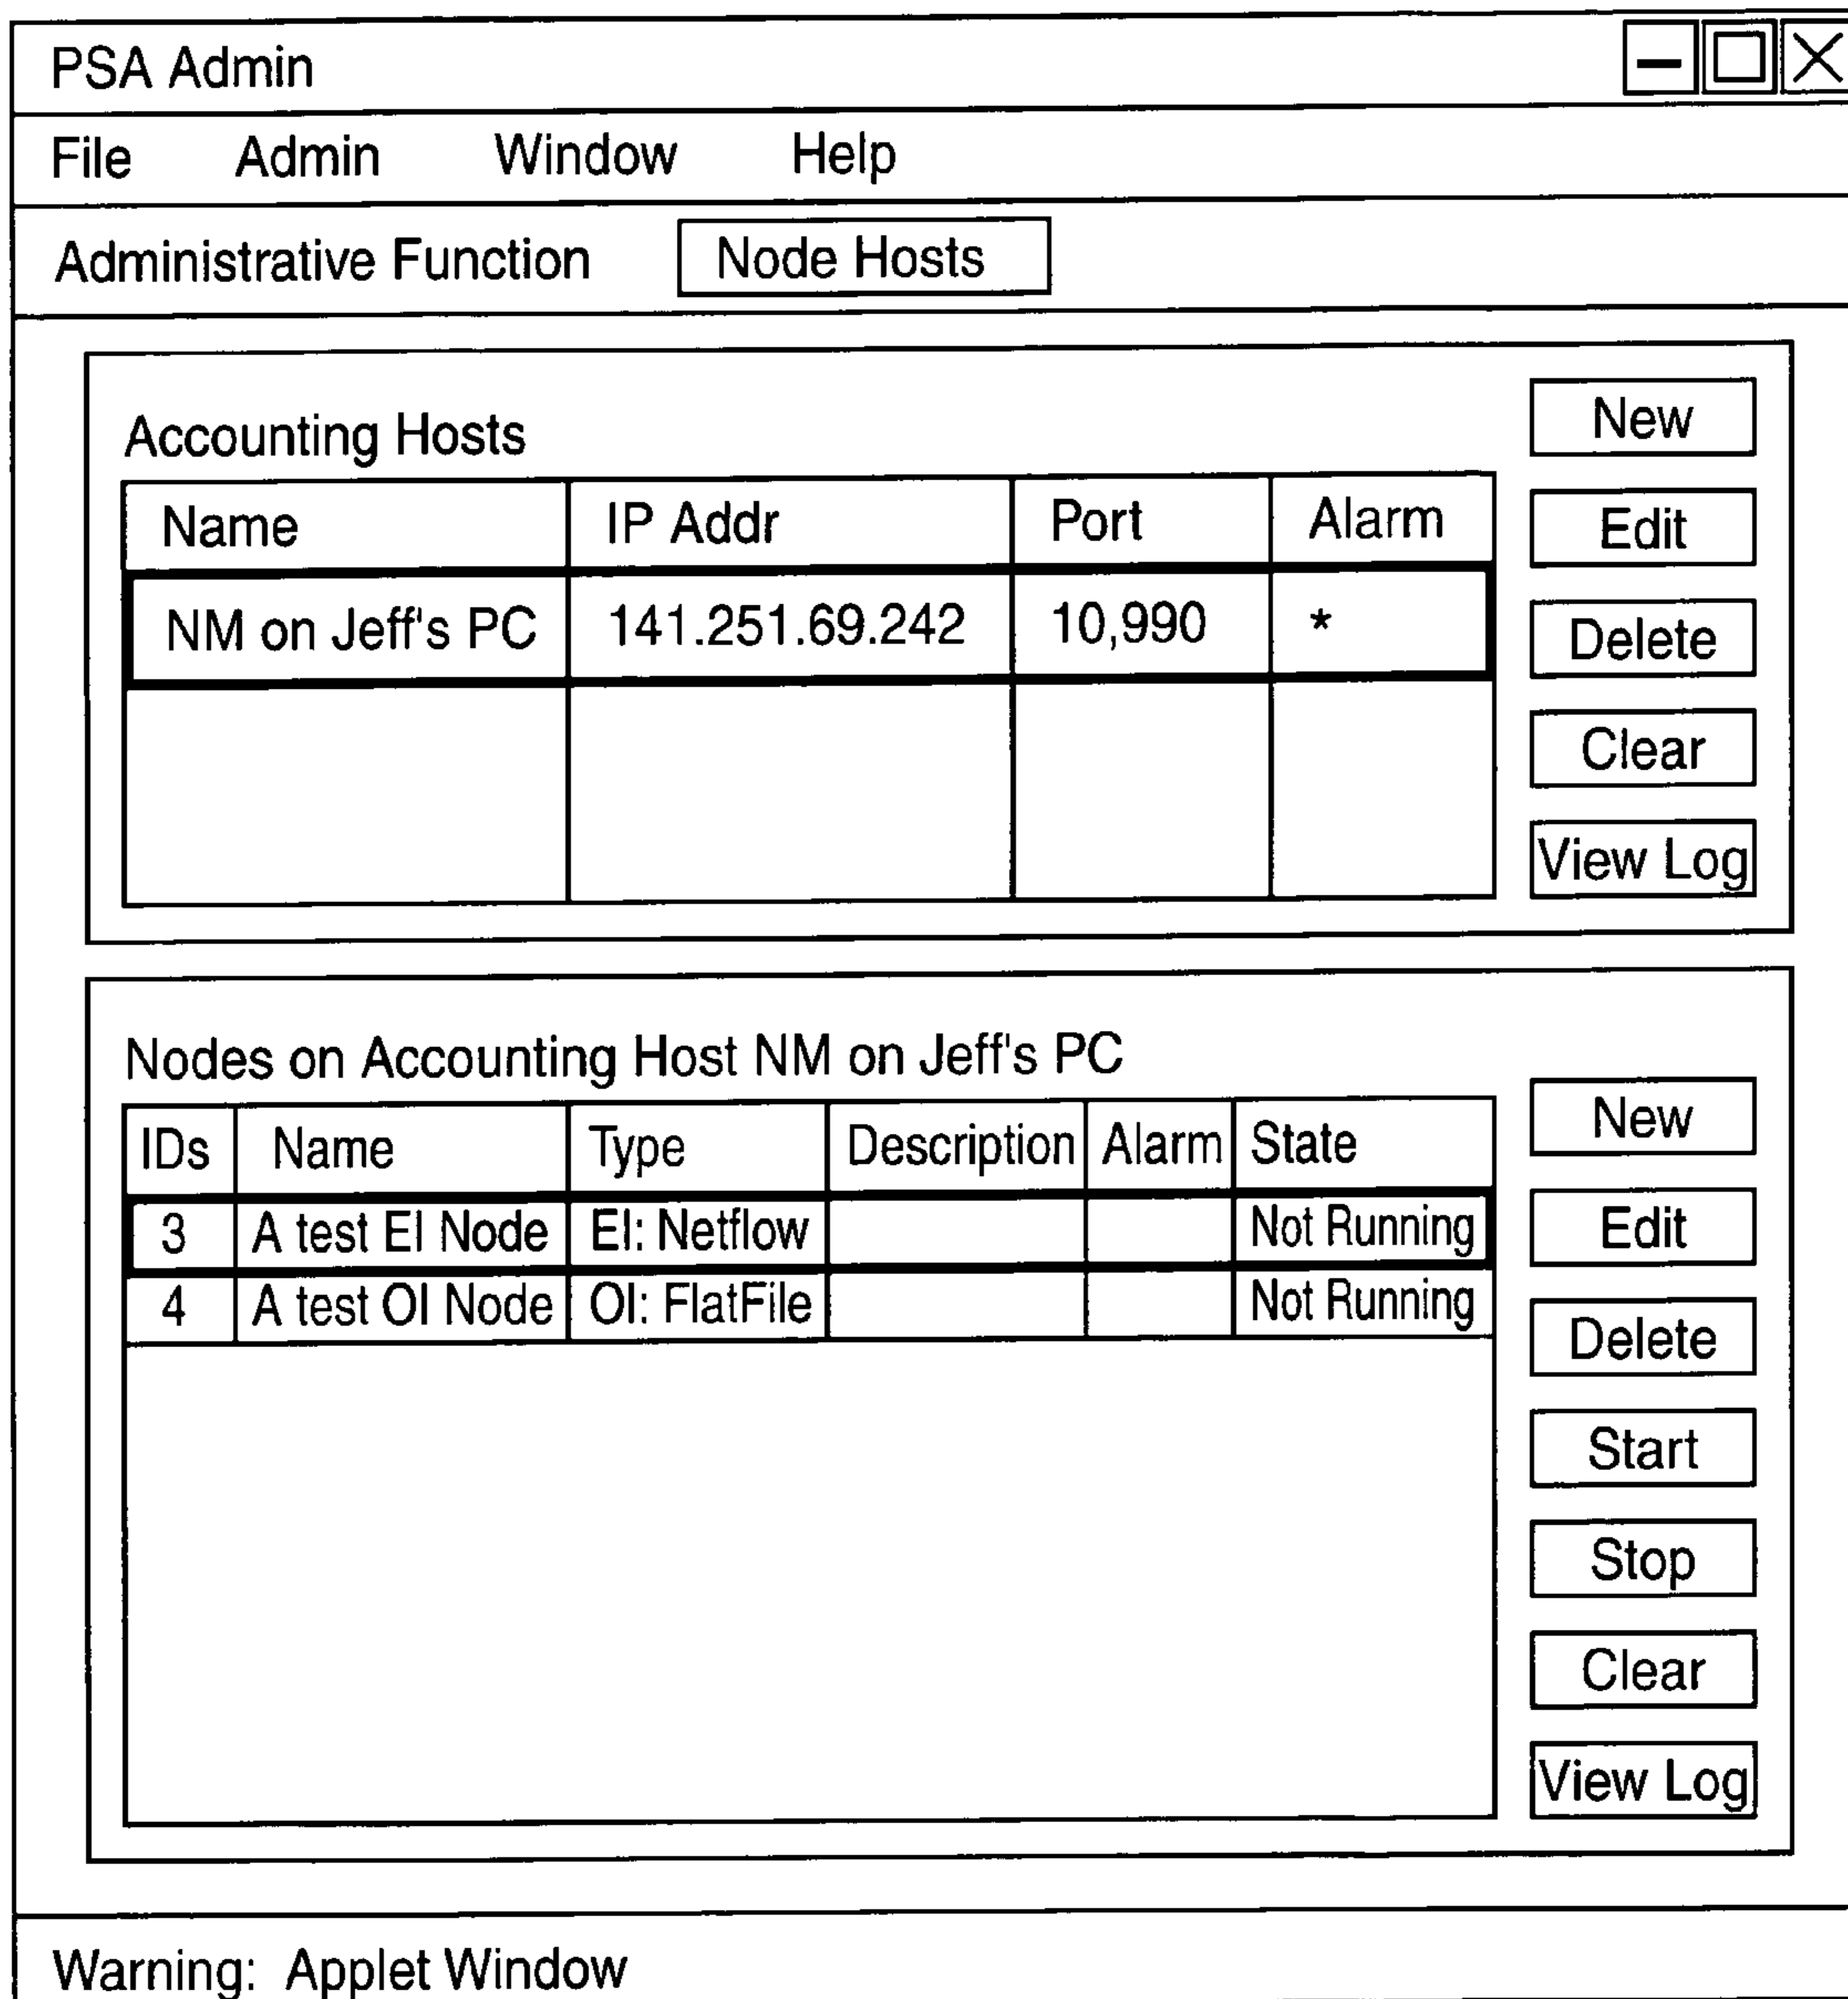 PSA Admin
File Admin Window Help
Administrative Function Node Hosts
Accounting Hosts
New
Name IP Addr Port Alarm
Edit
NM on Jeff's PC 141.251.69.242 10,990 *
Delete
Clear
View Log
Nodes on Accounting Host NM on Jeff's PC
New
IDs Name Type Description Alarm State
3 A test EI Node EI: Netflow Not Running
Edit
4 A test OI Node OI: FlatFile Not Running
Delete
Start
Stop
Clear
View Log
Warning: Applet Window